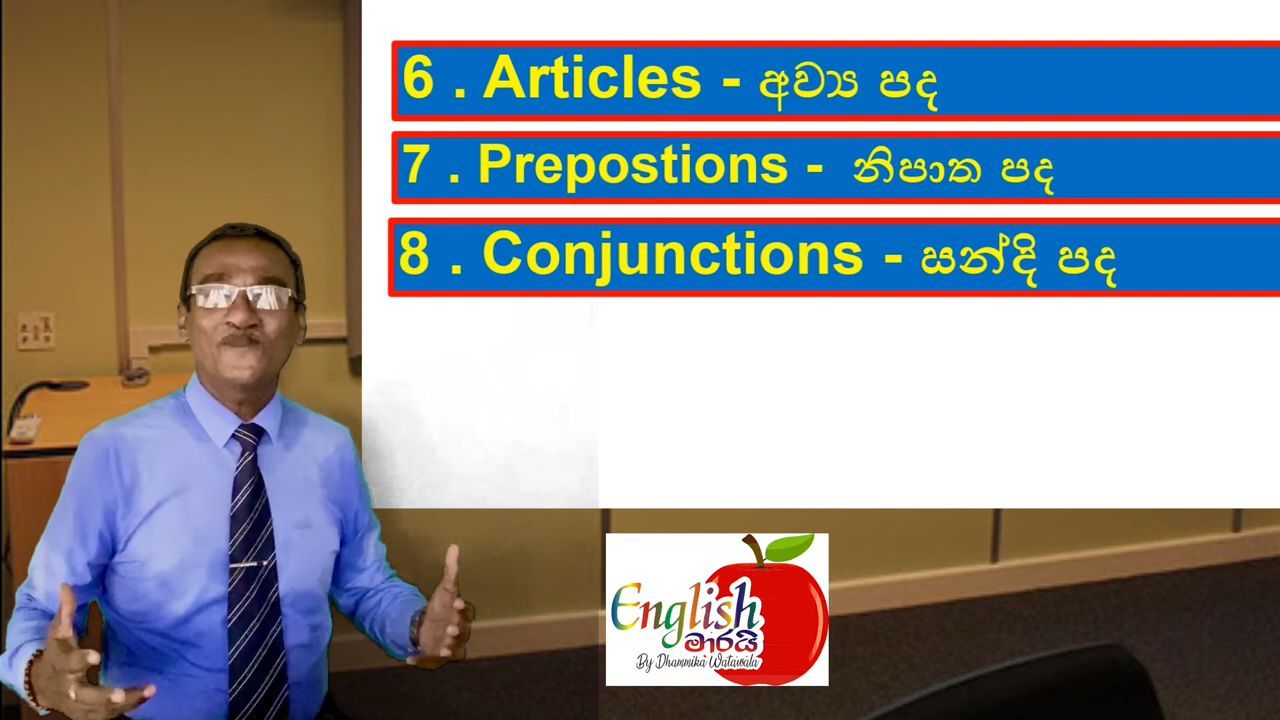 6 . Articles - අව්‍ය පද
7 . Prepostions - නිපාත පද
8 . Conjunctions - සන්දි පද
English
මාරයි
By Dhammika Watawala